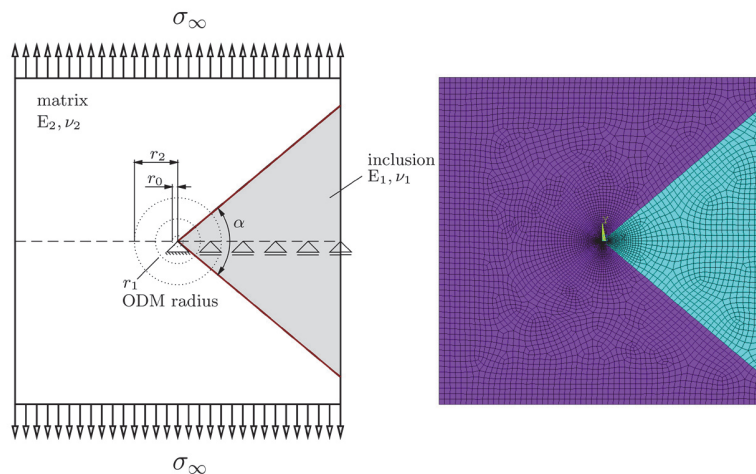 σ∞
matrix
E₂, ν₂
r₂
r₀
inclusion
E₁, ν₁
α
r₁
ODM radius
σ∞
Y